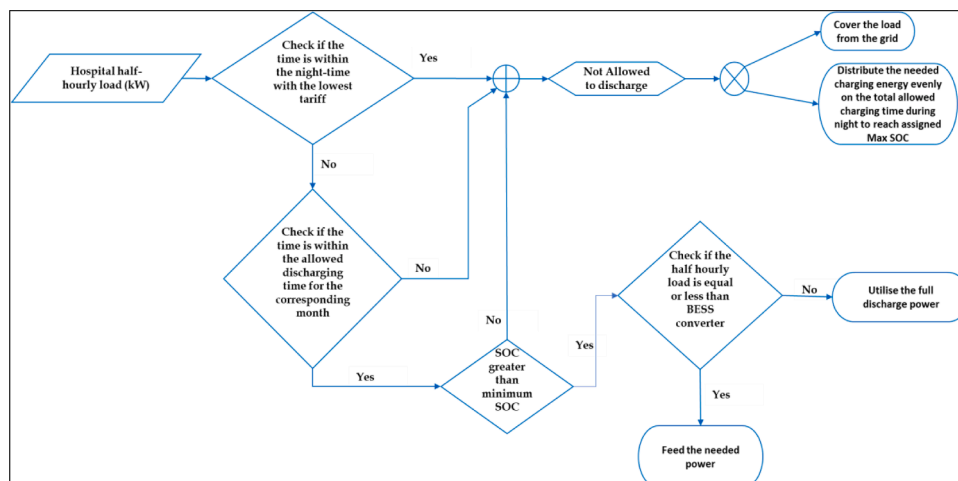 Hospital half-
hourly load (kW)
Check if the
time is within
the night-time
with the lowest
tariff
Yes
Not Allowed
to discharge
Cover the load
from the grid
Distribute the needed
charging energy evenly
on the total allowed
charging time during
night to reach assigned
Max SOC
No
Check if the
time is within
the allowed
discharging
time for the
corresponding
month
No
Yes
SOC
greater
than
minimum
SOC
No
Yes
Check if the
half hourly
load is equal
or less than
BESS
converter
No
Utilise the full
discharge power
Yes
Feed the needed
power